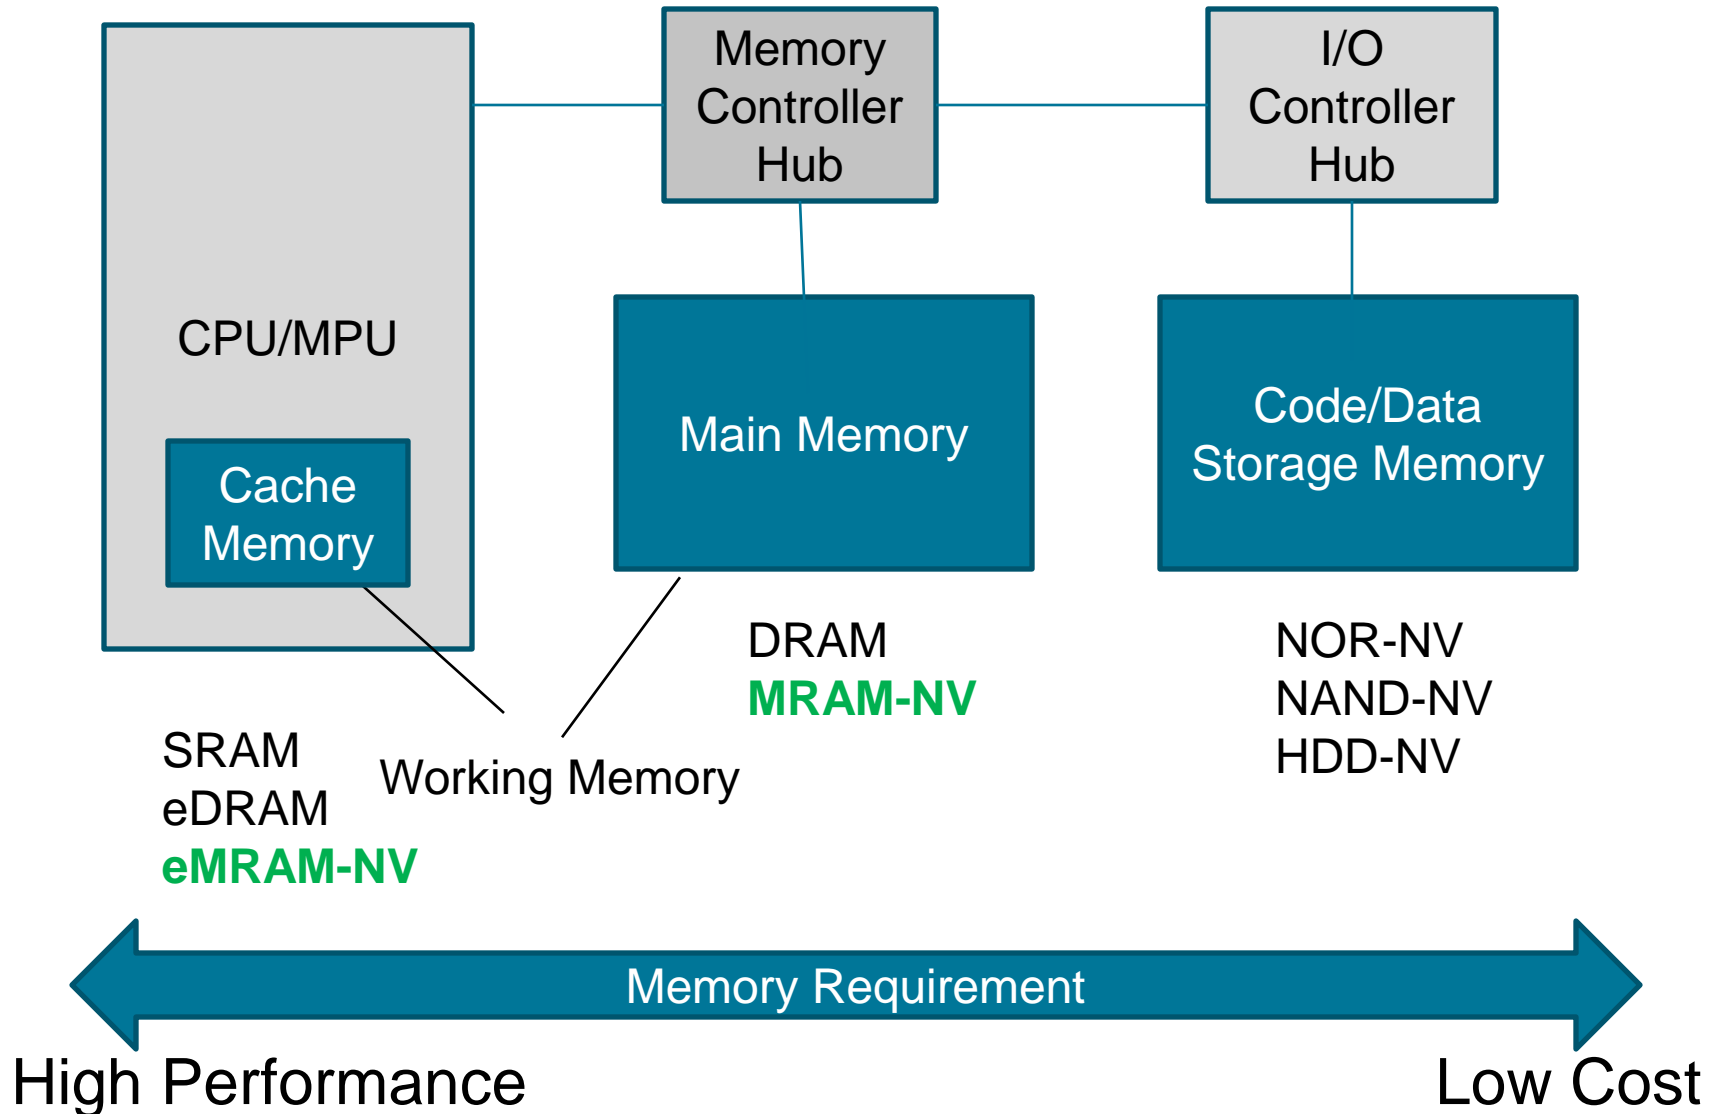 Memory
Controller
Hub
I/O
Controller
Hub
CPU/MPU
Cache
Memory
Main Memory
Code/Data
Storage Memory
DRAM
MRAM-NV
NOR-NV
NAND-NV
HDD-NV
SRAM
eDRAM
eMRAM-NV
Working Memory
Memory Requirement
High Performance
Low Cost